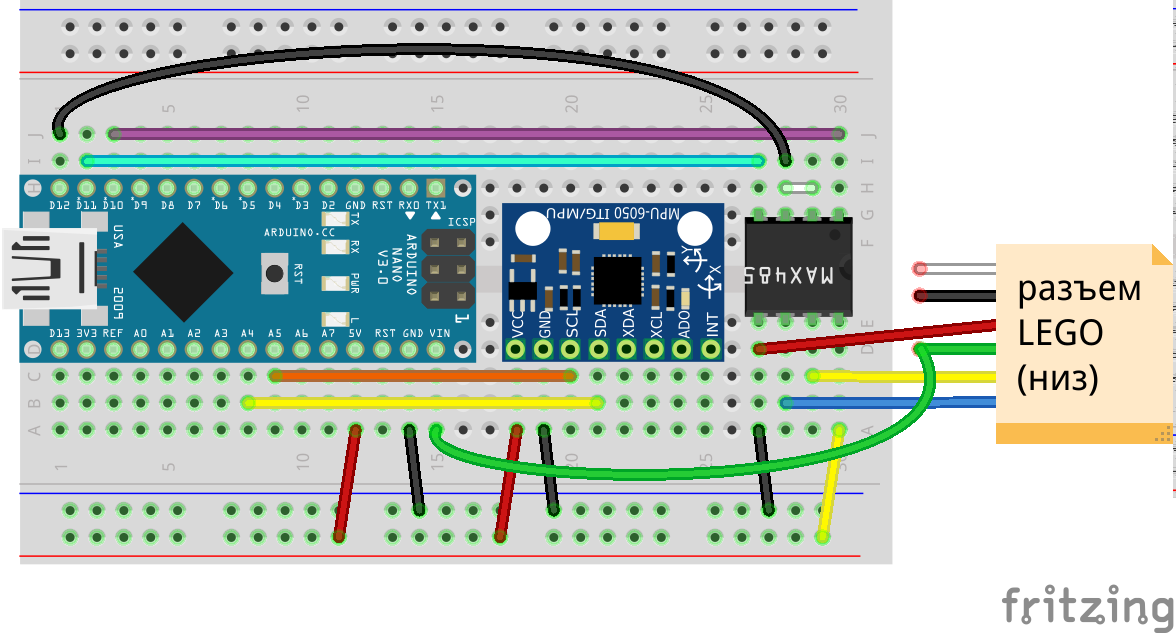 1 5 10 15 20 25 30
J J
I I
H H
G G
F F
D12 D11 D10 D9 D8 D7 D6 D5 D4 D3 D2 GND RST RX0 TX1
USA
2009
ARDUINO.CC
RST
TX
RX
PWR
L
ARDUINO
NANO
V3.0
ICSP
1
D13 3V3 REF A0 A1 A2 A3 A4 A5 A6 A7 5V RST GND VIN
MPU-6050 ITG/MPU
Y
X
VCC GND SCL SDA XDA XCL ADO INT
MAX485
E
D D
C
B
A A
1 5 10 15 20 25 30
разъем
LEGO
(низ)
fritzing